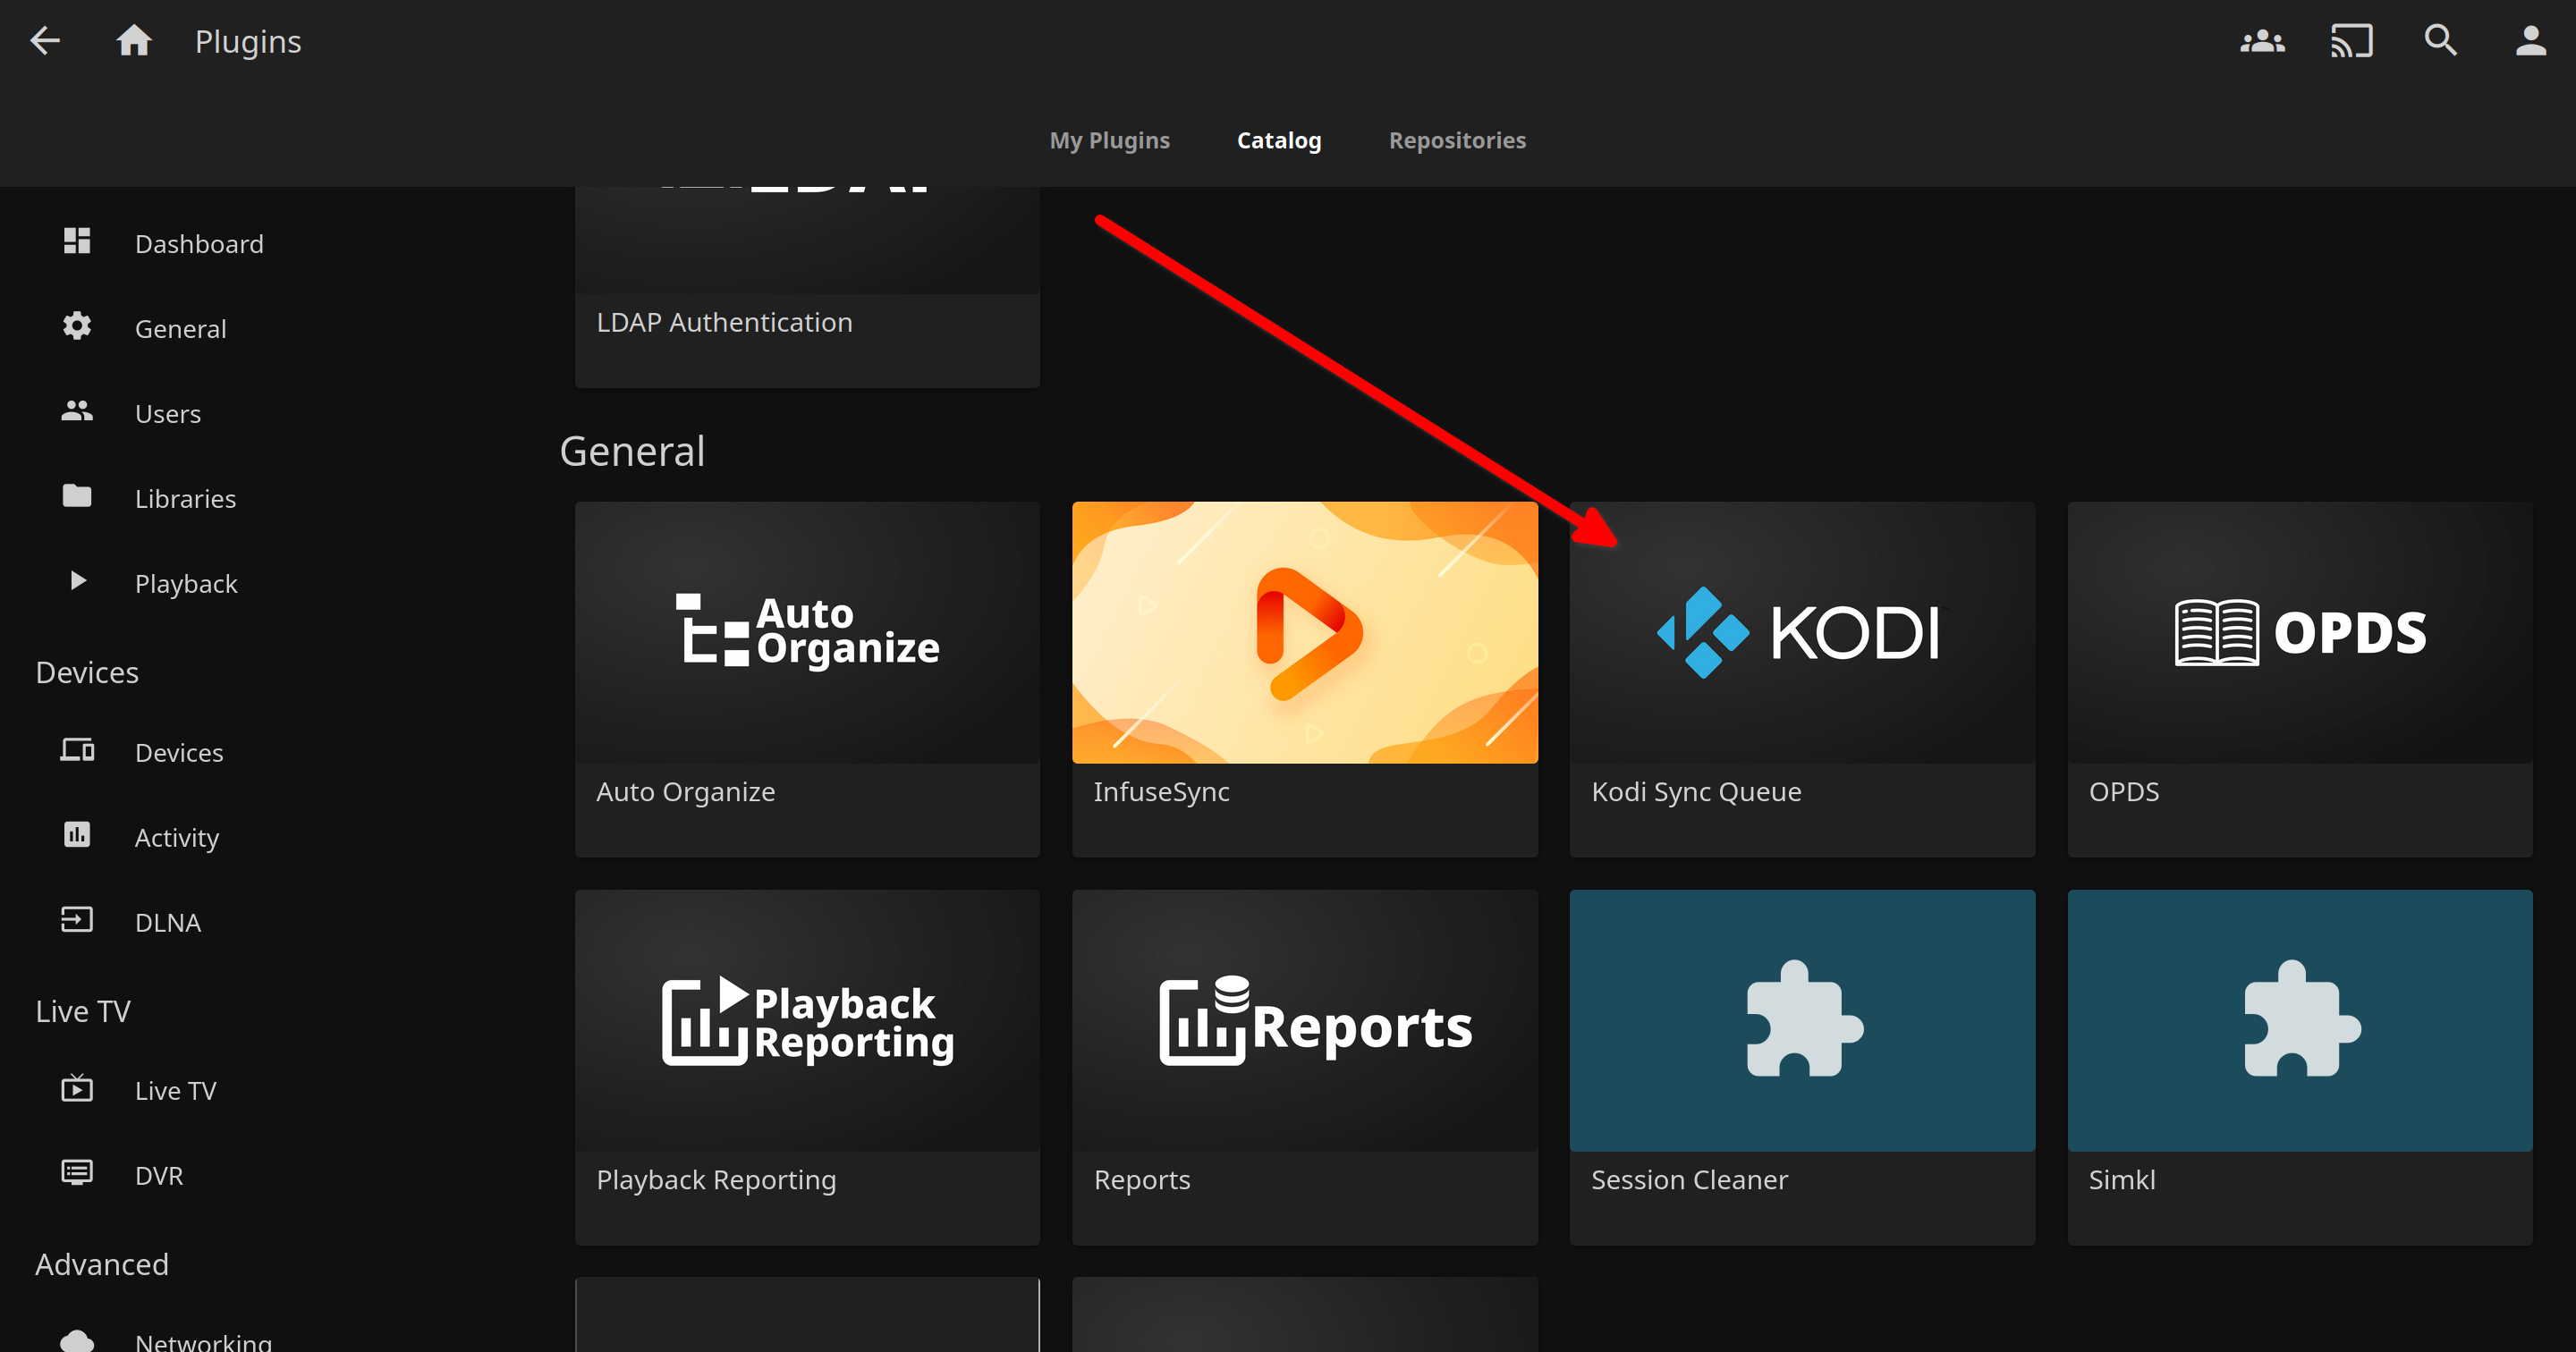 Plugins
My Plugins
Catalog
Repositories
Dashboard
General
Users
Libraries
Playback
Devices
Devices
Activity
DLNA
Live TV
Live TV
DVR
Advanced
Networking
LDAP Authentication
General
Auto
Organize
Auto Organize
InfuseSync
KODI
Kodi Sync Queue
OPDS
OPDS
Playback
Reporting
Playback Reporting
Reports
Reports
Session Cleaner
Simkl